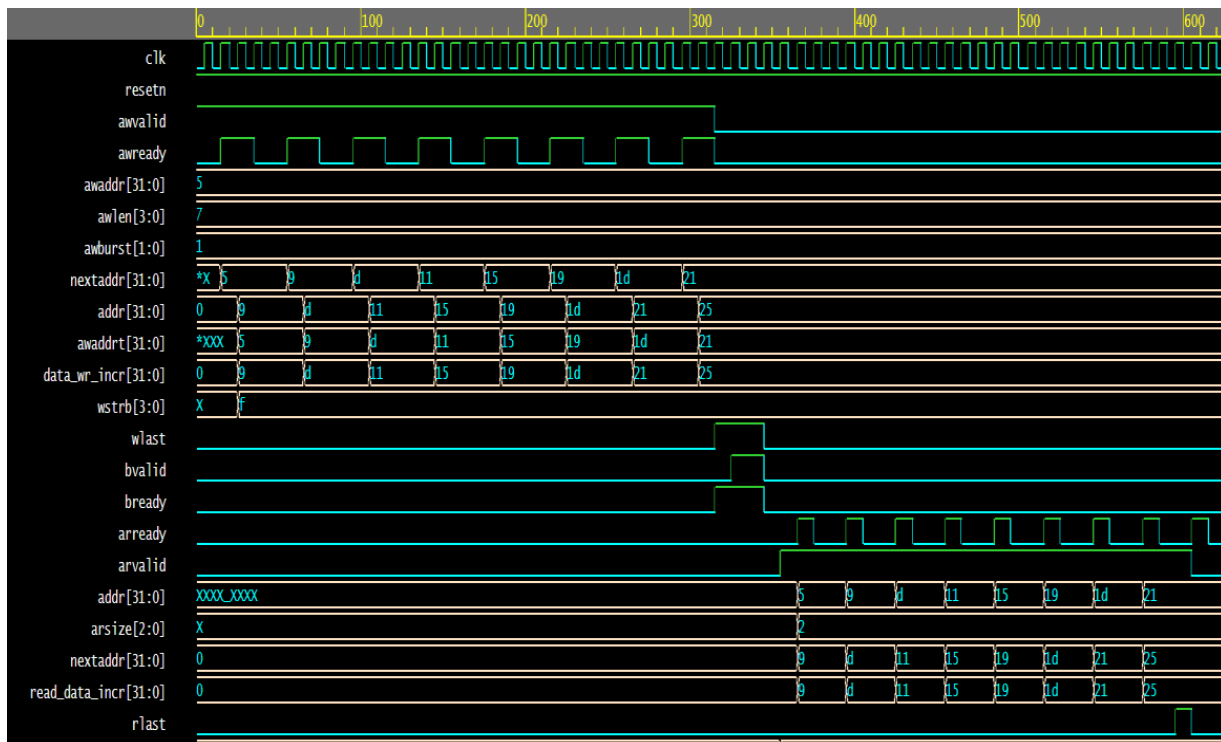 0 100 200 300 400 500 600
clk
resetn
awvalid
awready
awaddr[31:0] 5
awlen[3:0] 7
awburst[1:0] 1
nextaddr[31:0] *X 5 9 d 11 15 19 1d 21
addr[31:0] 0 9 d 11 15 19 1d 21 25
awaddrt[31:0] *XXX 5 9 d 11 15 19 1d 21
data_wr_incr[31:0] 0 9 d 11 15 19 1d 21 25
wstrb[3:0] X f
wlast
bvalid
bready
arready
arvalid
addr[31:0] XXXX_XXXX 5 9 d 11 15 19 1d 21
arsize[2:0] X 2
nextaddr[31:0] 0 9 d 11 15 19 1d 21 25
read_data_incr[31:0] 0 9 d 11 15 19 1d 21 25
rlast